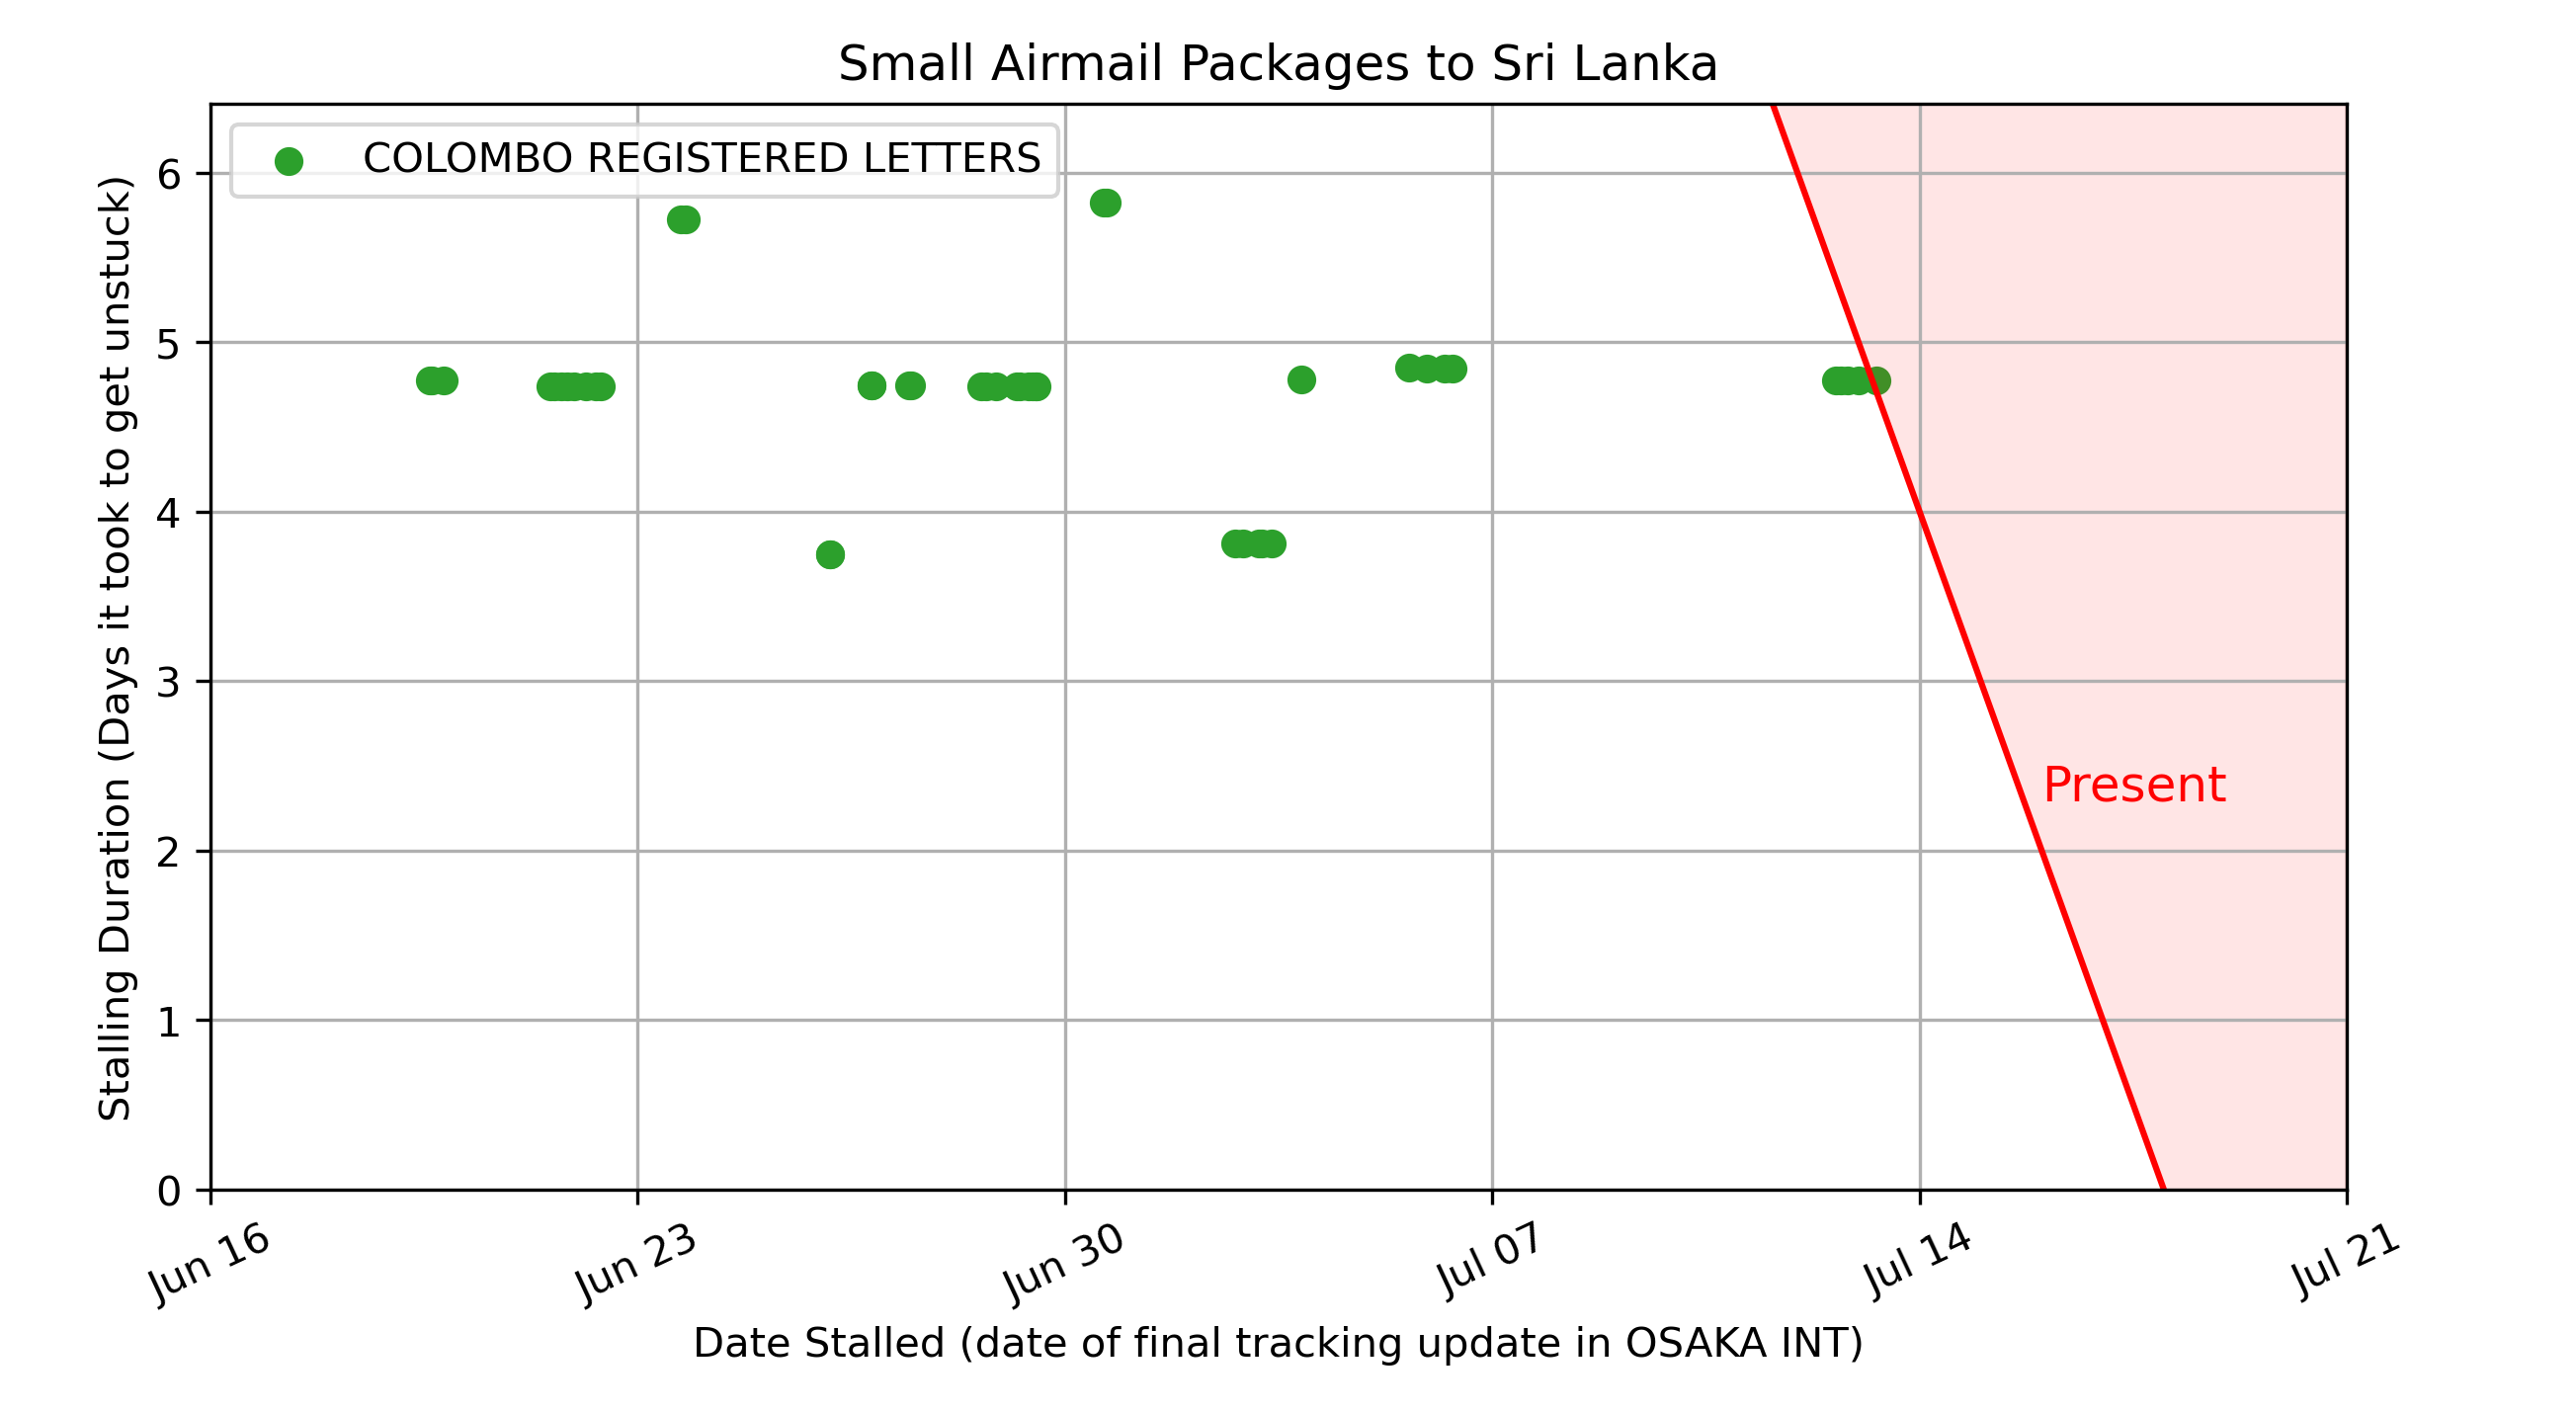 Small Airmail Packages to Sri Lanka
COLOMBO REGISTERED LETTERS
Stalling Duration (Days it took to get unstuck)
6
5
4
3
2
1
0
Present
Jun 16
Jun 23
Jun 30
Jul 07
Jul 14
Jul 21
Date Stalled (date of final tracking update in OSAKA INT)